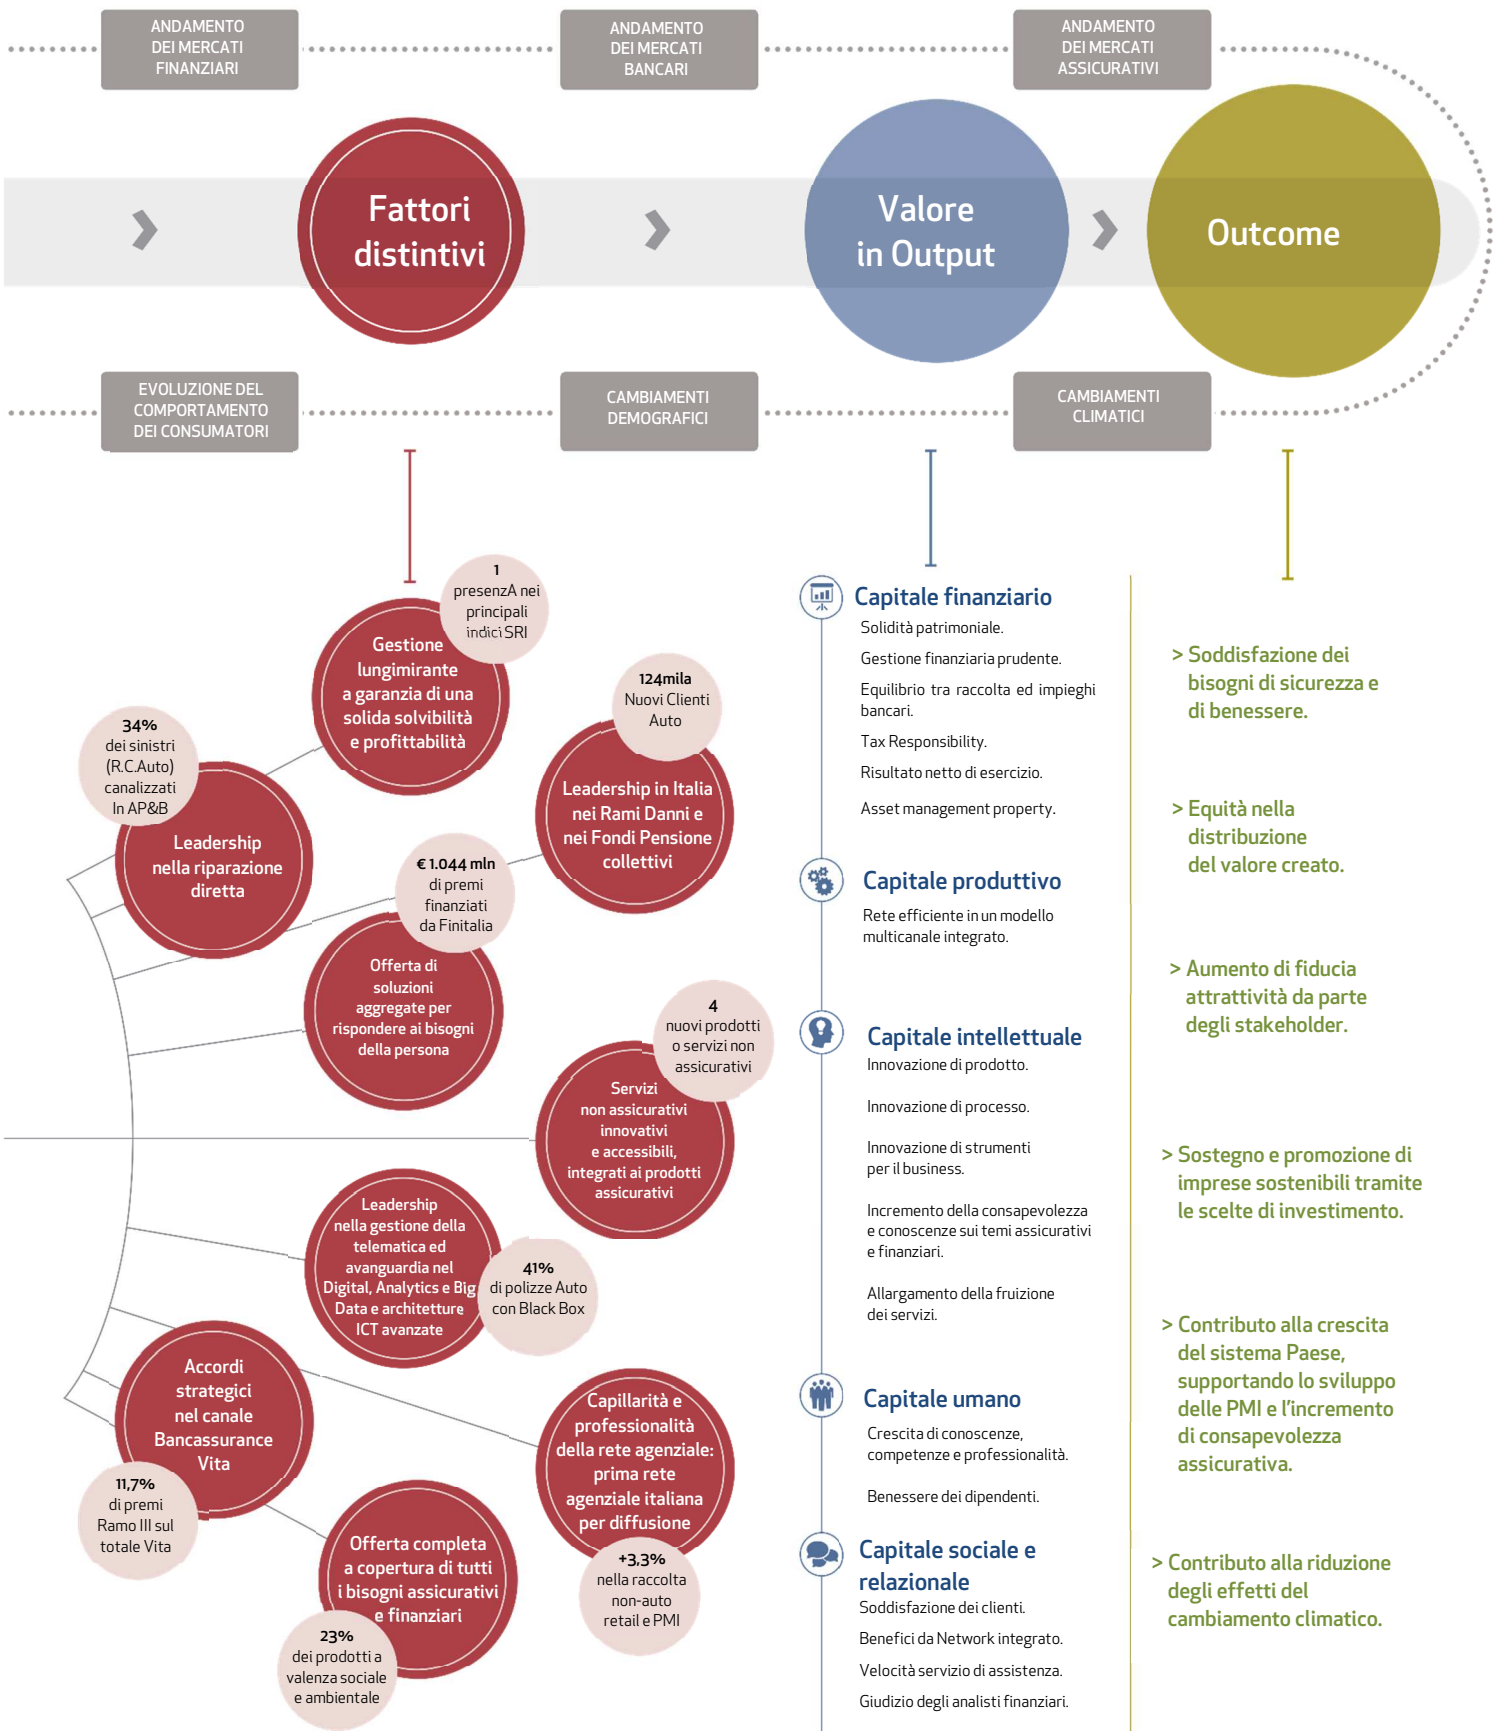 ANDAMENTO
DEI MERCATI
FINANZIARI
ANDAMENTO
DEI MERCATI
BANCARI
ANDAMENTO
DEI MERCATI
ASSICURATIVI
Fattori
distintivi
Valore
in Output
Outcome
EVOLUZIONE DEL
COMPORTAMENTO
DEI CONSUMATORI
CAMBIAMENTI
DEMOGRAFICI
CAMBIAMENTI
CLIMATICI
1
presenzA nei
principali
indici SRI
Gestione
lungimirante
a garanzia di una
solida solvibilità
e profittabilità
124mila
Nuovi Clienti
Auto
Leadership in Italia
nei Rami Danni e
nei Fondi Pensione
collettivi
34%
dei sinistri
(R.C.Auto)
canalizzati
In AP&B
Leadership
nella riparazione
diretta
€ 1.044 mln
di premi
finanziati
da Finitalia
Offerta di
soluzioni
aggregate per
rispondere ai bisogni
della persona
4
nuovi prodotti
o servizi non
assicurativi
Servizi
non assicurativi
innovativi
e accessibili,
integrati ai prodotti
assicurativi
Leadership
nella gestione della
telematica ed
avanguardia nel
Digital, Analytics e Big
Data e architetture
ICT avanzate
41%
di polizze Auto
con Black Box
Accordi
strategici
nel canale
Bancassurance
Vita
11,7%
di premi
Ramo III sul
totale Vita
Capillarità e
professionalità
della rete agenziale:
prima rete
agenziale italiana
per diffusione
+3,3%
nella raccolta
non-auto
retail e PMI
Offerta completa
a copertura di tutti
i bisogni assicurativi
e finanziari
23%
dei prodotti a
valenza sociale
e ambientale
Capitale finanziario
Solidità patrimoniale.
Gestione finanziaria prudente.
Equilibrio tra raccolta ed impieghi
bancari.
Tax Responsibility.
Risultato netto di esercizio.
Asset management property.
Capitale produttivo
Rete efficiente in un modello
multicanale integrato.
Capitale intellettuale
Innovazione di prodotto.
Innovazione di processo.
Innovazione di strumenti
per il business.
Incremento della consapevolezza
e conoscenze sui temi assicurativi
e finanziari.
Allargamento della fruizione
dei servizi.
Capitale umano
Crescita di conoscenze,
competenze e professionalità.
Benessere dei dipendenti.
Capitale sociale e
relazionale
Soddisfazione dei clienti.
Benefici da Network integrato.
Velocità servizio di assistenza.
Giudizio degli analisti finanziari.
> Soddisfazione dei
bisogni di sicurezza e
di benessere.
> Equità nella
distribuzione
del valore creato.
> Aumento di fiducia
attrattività da parte
degli stakeholder.
> Sostegno e promozione di
imprese sostenibili tramite
le scelte di investimento.
> Contributo alla crescita
del sistema Paese,
supportando lo sviluppo
delle PMI e l'incremento
di consapevolezza
assicurativa.
> Contributo alla riduzione
degli effetti del
cambiamento climatico.